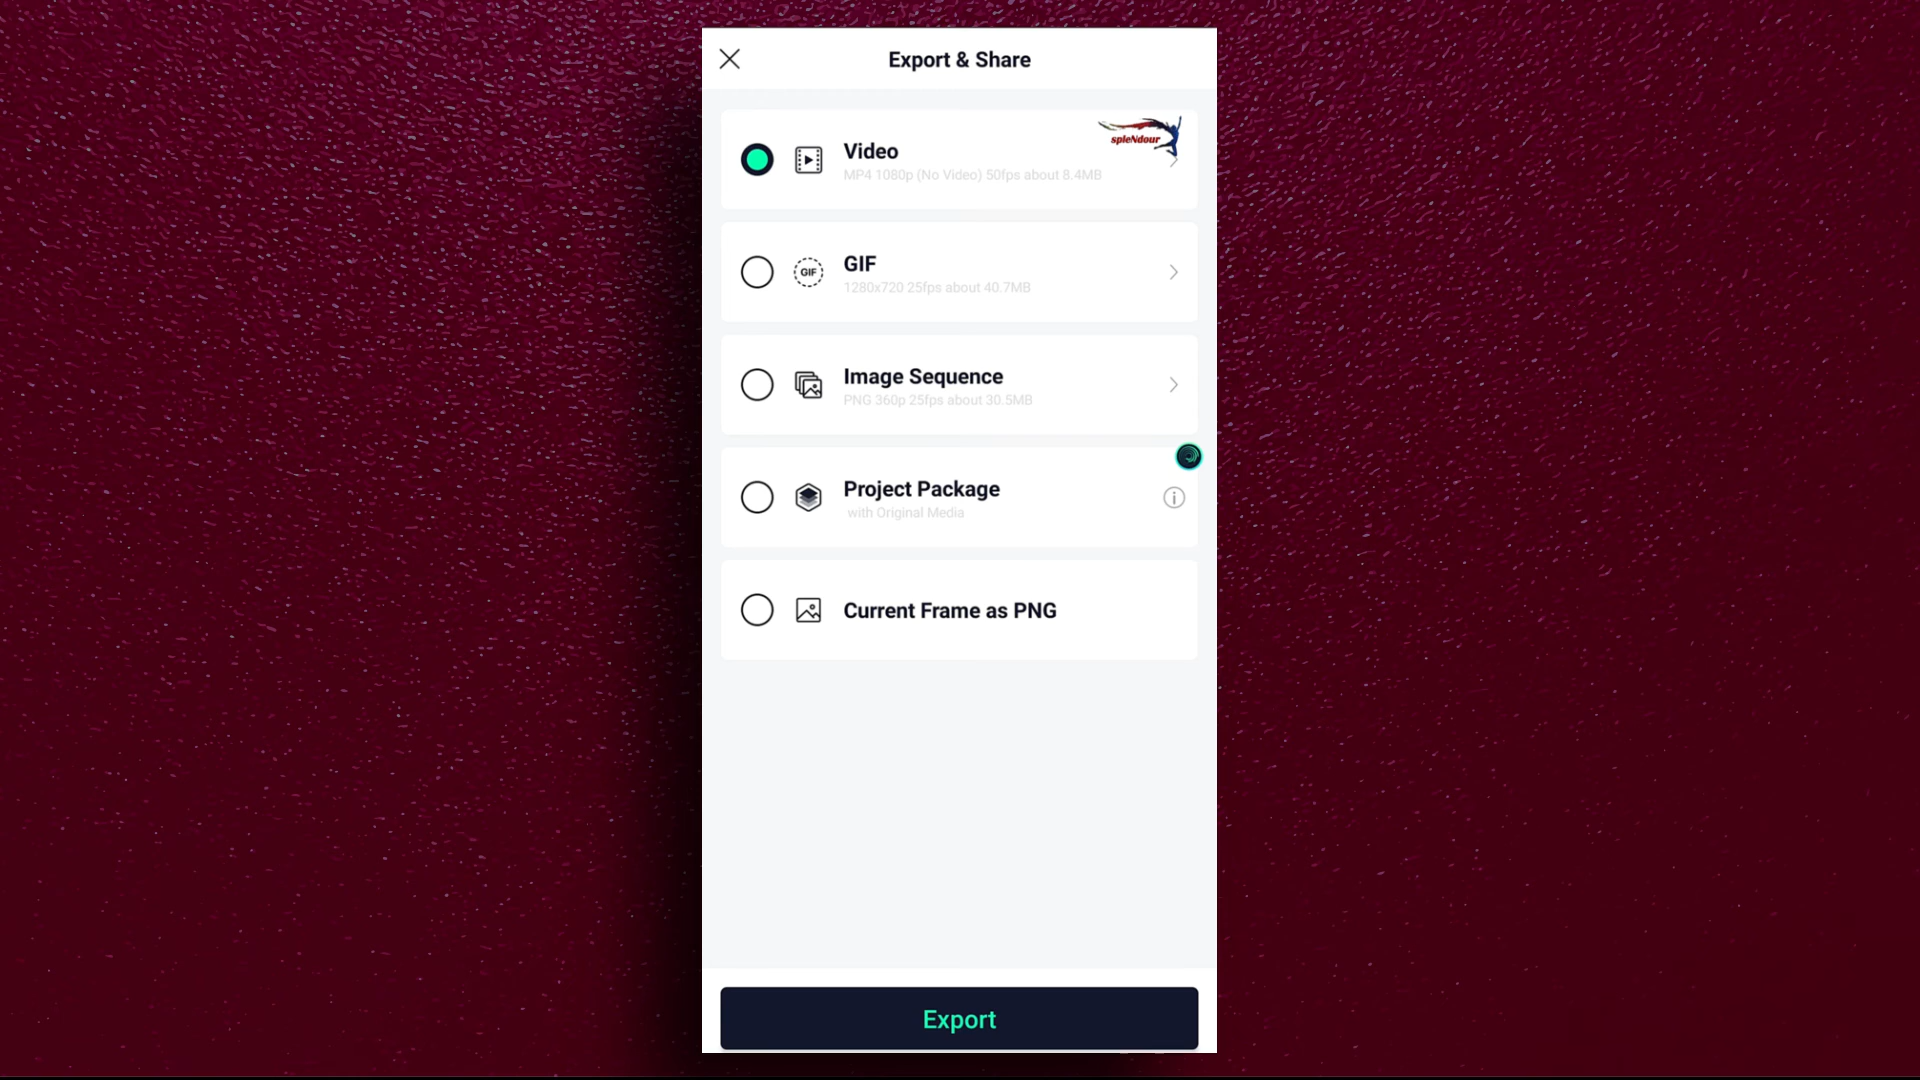 Export & Share
spleNdour
Video
MP4 1080p (No Video) 50fps about 8.4MB
GIF
GIF
1280x720 25fps about 40.7MB
Image Sequence
PNG 360p 25fps about 30.5MB
Project Package
with Original Media
Current Frame as PNG
Export